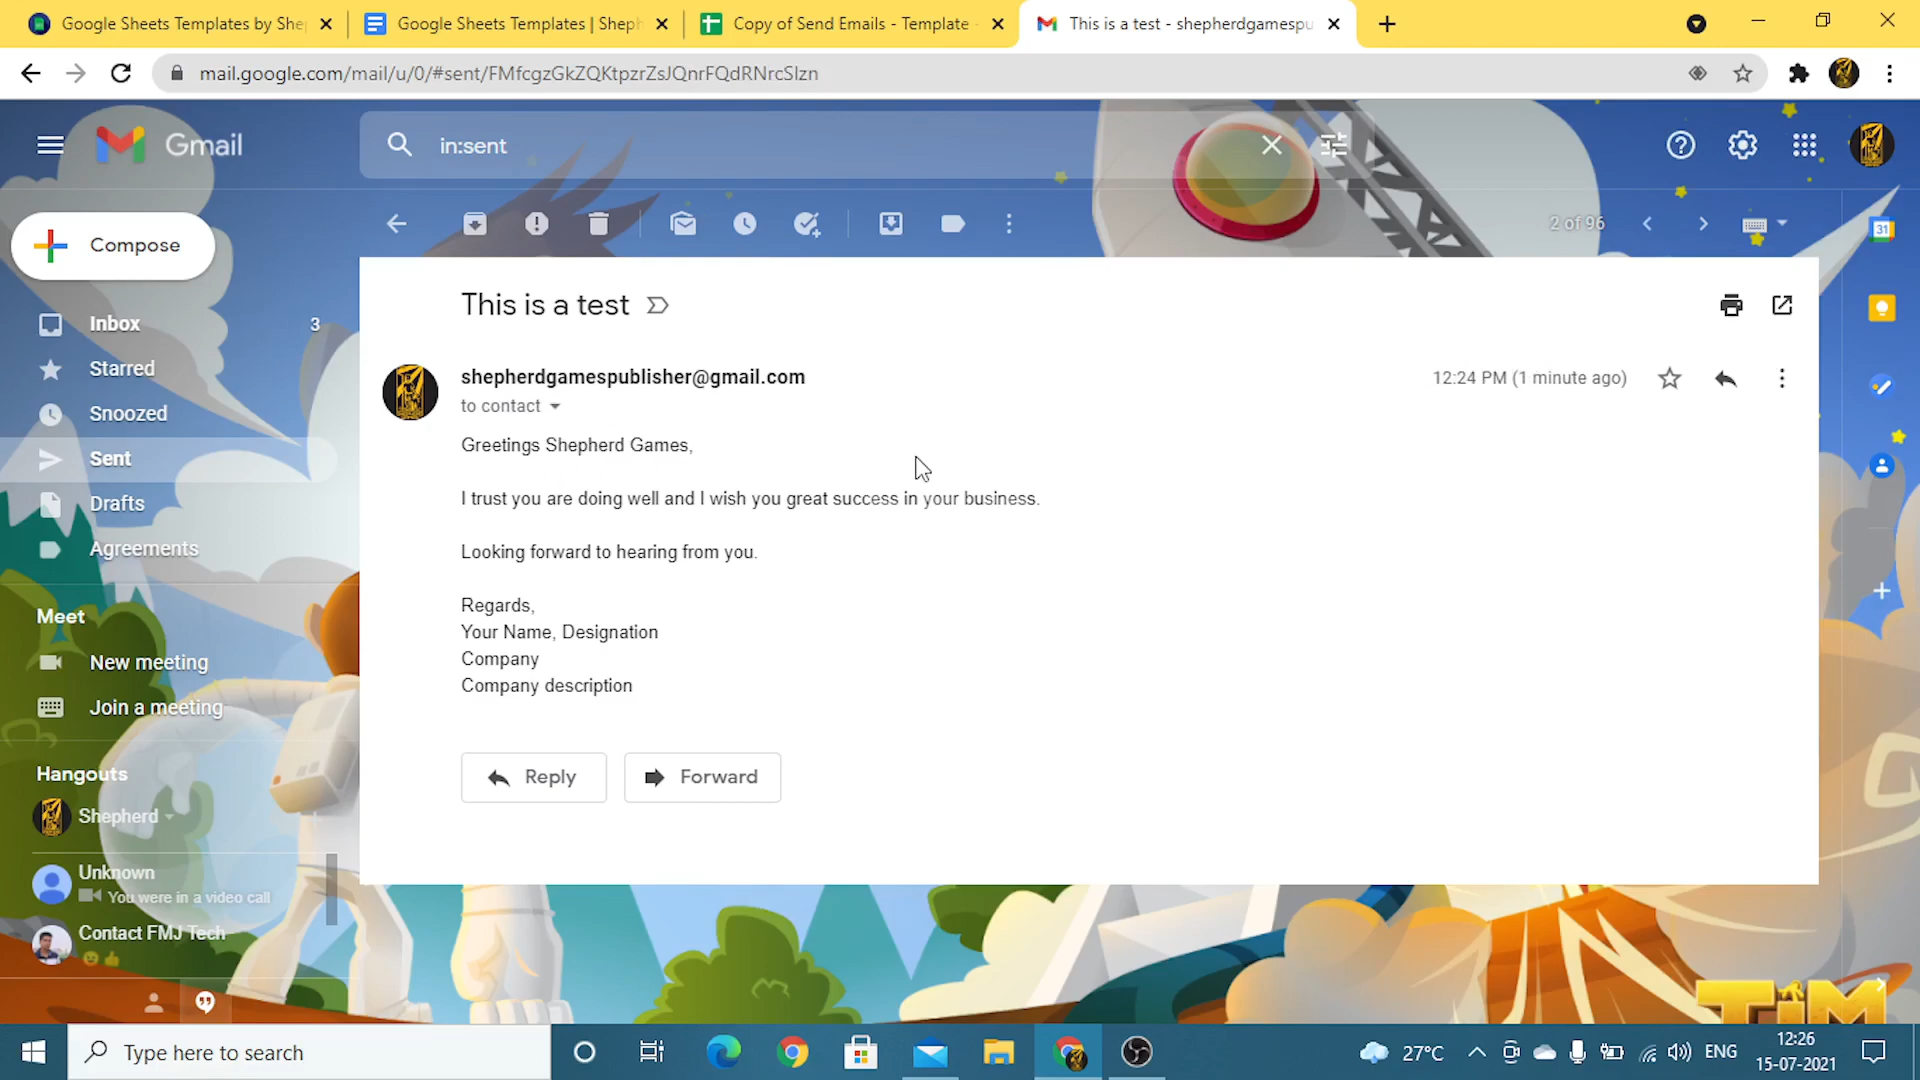 Google Sheets Templates by She
Google Sheets Templates | Sheph
Copy of Send Emails - Template -
This is a test - shepherdgamespu
mail.google.com/mail/u/0/#sent/FMfcgzGkZQKtpzrZsJQnrFQdRNrcSlzn
Gmail
in:sent
Compose
2 of 96
31
Inbox 3
Starred
Snoozed
Sent
Drafts
Agreements
Meet
New meeting
Join a meeting
Hangouts
Shepherd
Unknown
You were in a video call
Contact FMJ Tech
This is a test
shepherdgamespublisher@gmail.com
12:24 PM (1 minute ago)
to contact
Greetings Shepherd Games,
I trust you are doing well and I wish you great success in your business.
Looking forward to hearing from you.
Regards,
Your Name, Designation
Company
Company description
Reply
Forward
TiM
Type here to search
27°C
ENG
12:26
15-07-2021